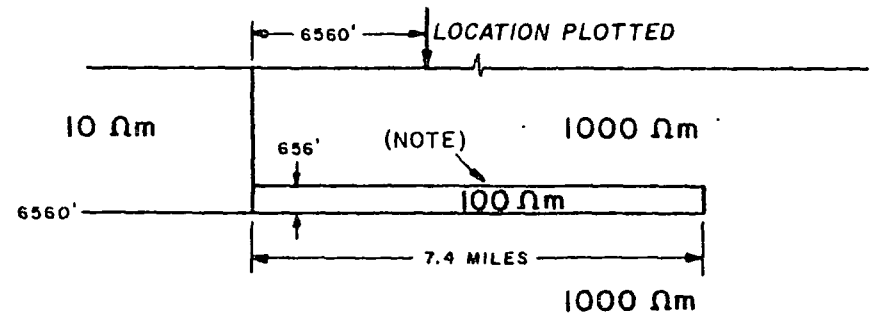 6560'
LOCATION PLOTTED
10 Ωm
656'
(NOTE)
1000 Ωm
100 Ωm
6560'
7.4 MILES
1000 Ωm